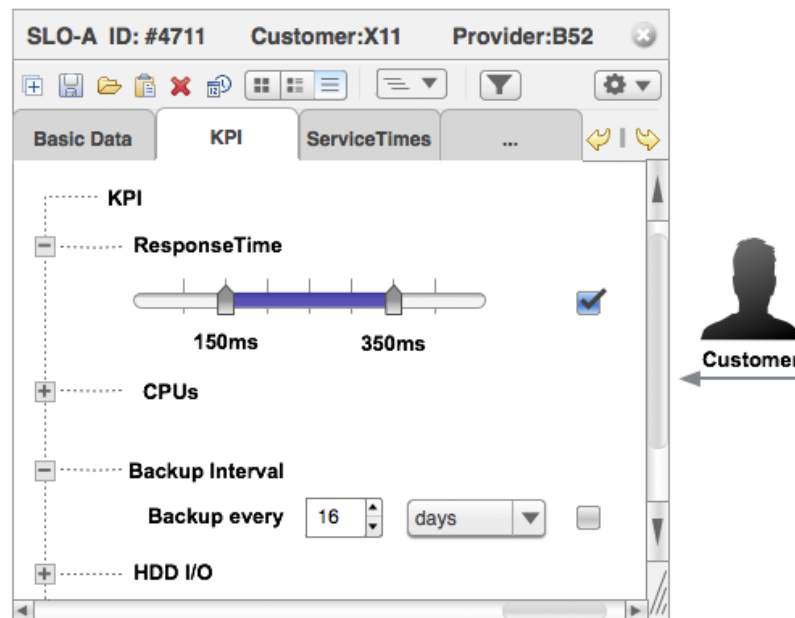 SLO-A ID: #4711 Customer:X11 Provider:B52
12
Basic Data KPI ServiceTimes ...
KPI
ResponseTime
150ms 350ms
CPUs
Backup Interval
Backup every 16 days
HDD I/O
Customer